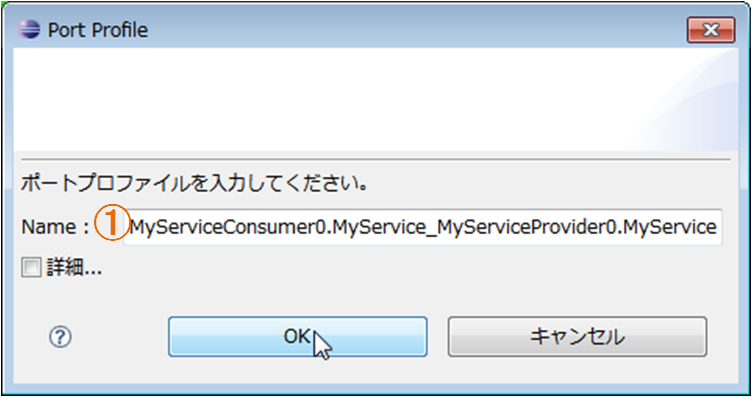 Port Profile
ポートプロファイルを入力してください。
Name : ① MyServiceConsumer0.MyService_MyServiceProvider0.MyService
詳細...
? OK キャンセル